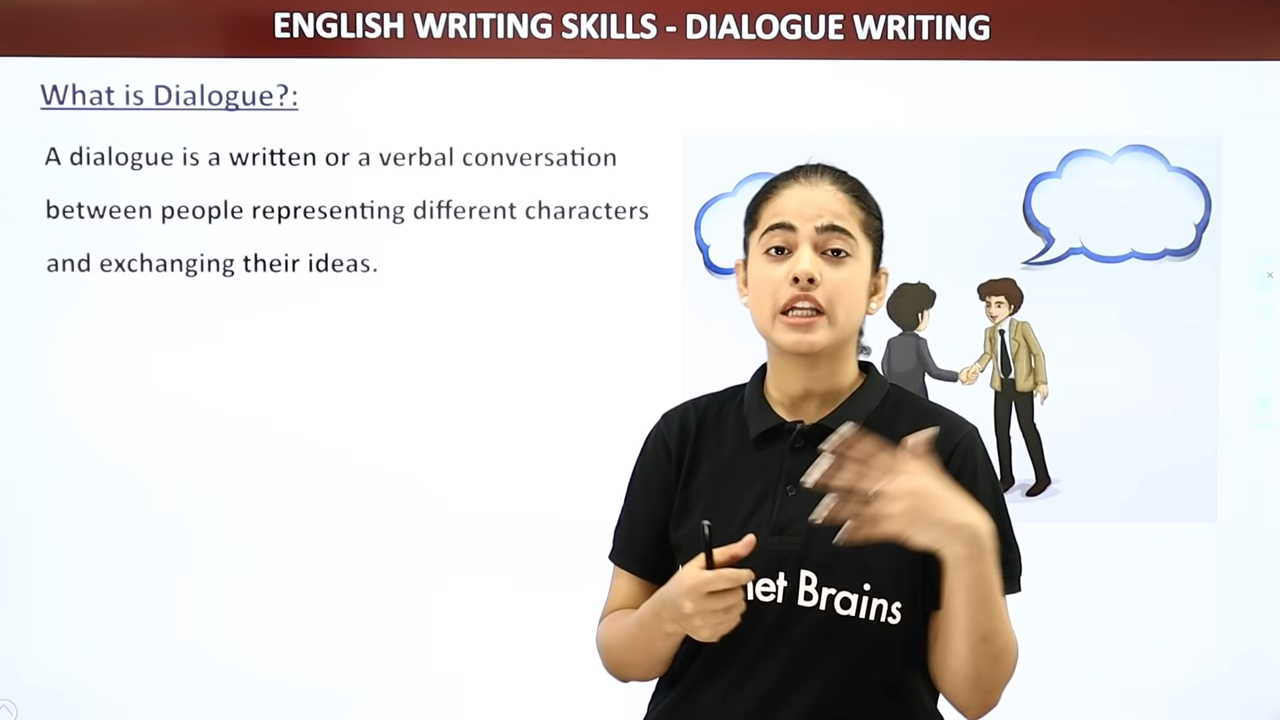 ENGLISH WRITING SKILLS - DIALOGUE WRITING
What is Dialogue?:
A dialogue is a written or a verbal conversation
between people representing different characters
and exchanging their ideas.
Brains